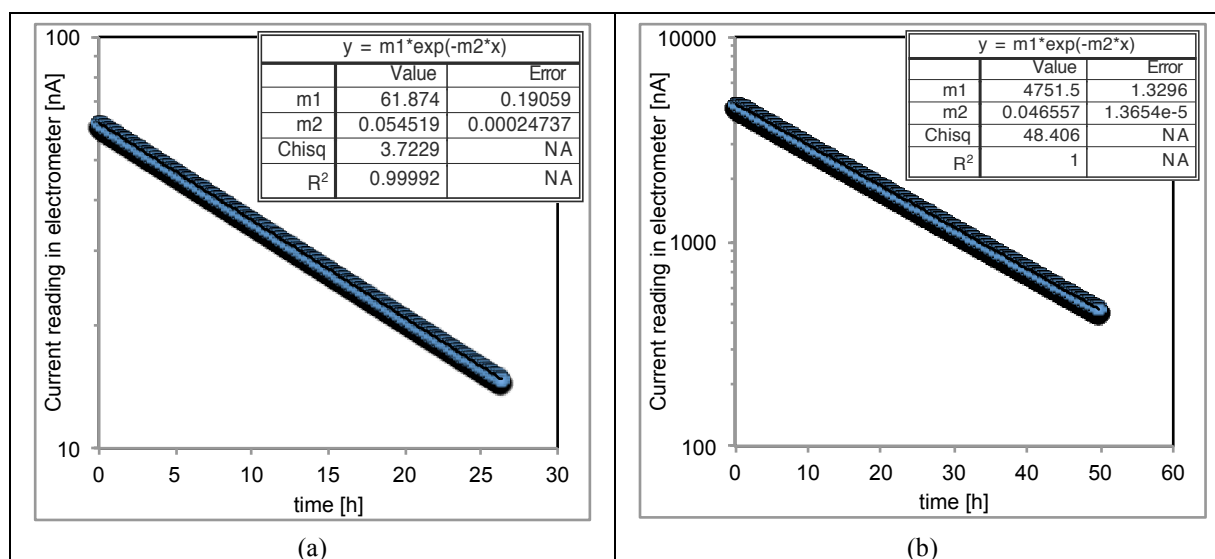 100
10
Current reading in electrometer [nA]
y = m1*exp(-m2*x)
Value Error
m1 61.874 0.19059
m2 0.054519 0.00024737
Chisq 3.7229 NA
R² 0.99992 NA
0 5 10 15 20 25 30
time [h]
(a)
10000
1000
100
Current reading in electrometer [nA]
y = m1*exp(-m2*x)
Value Error
m1 4751.5 1.3296
m2 0.046557 1.3654e-5
Chisq 48.406 NA
R² 1 NA
0 10 20 30 40 50 60
time [h]
(b)